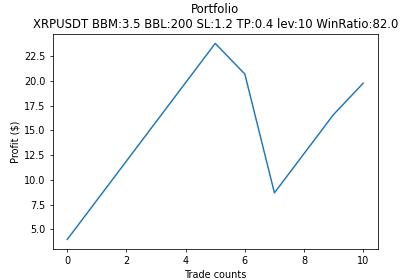 Portfolio
XRPUSDT BBM:3.5 BBL:200 SL:1.2 TP:0.4 lev:10 WinRatio:82.0
22.5
20.0
17.5
15.0
12.5
10.0
7.5
5.0
Profit ($)
0 2 4 6 8 10
Trade counts